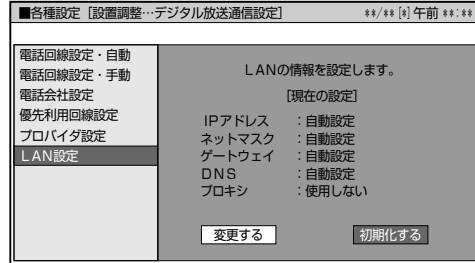 ■各種設定［設置調整…デジタル放送通信設定］ **/** [*] 午前 **:**
電話回線設定・自動
電話回線設定・手動
電話会社設定
優先利用回線設定
プロバイダ設定
ＬＡＮ設定
ＬＡＮの情報を設定します。
［現在の設定］
ＩＰアドレス ：自動設定
ネットマスク ：自動設定
ゲートウェイ ：自動設定
ＤＮＳ ：自動設定
プロキシ ：使用しない
変更する 初期化する